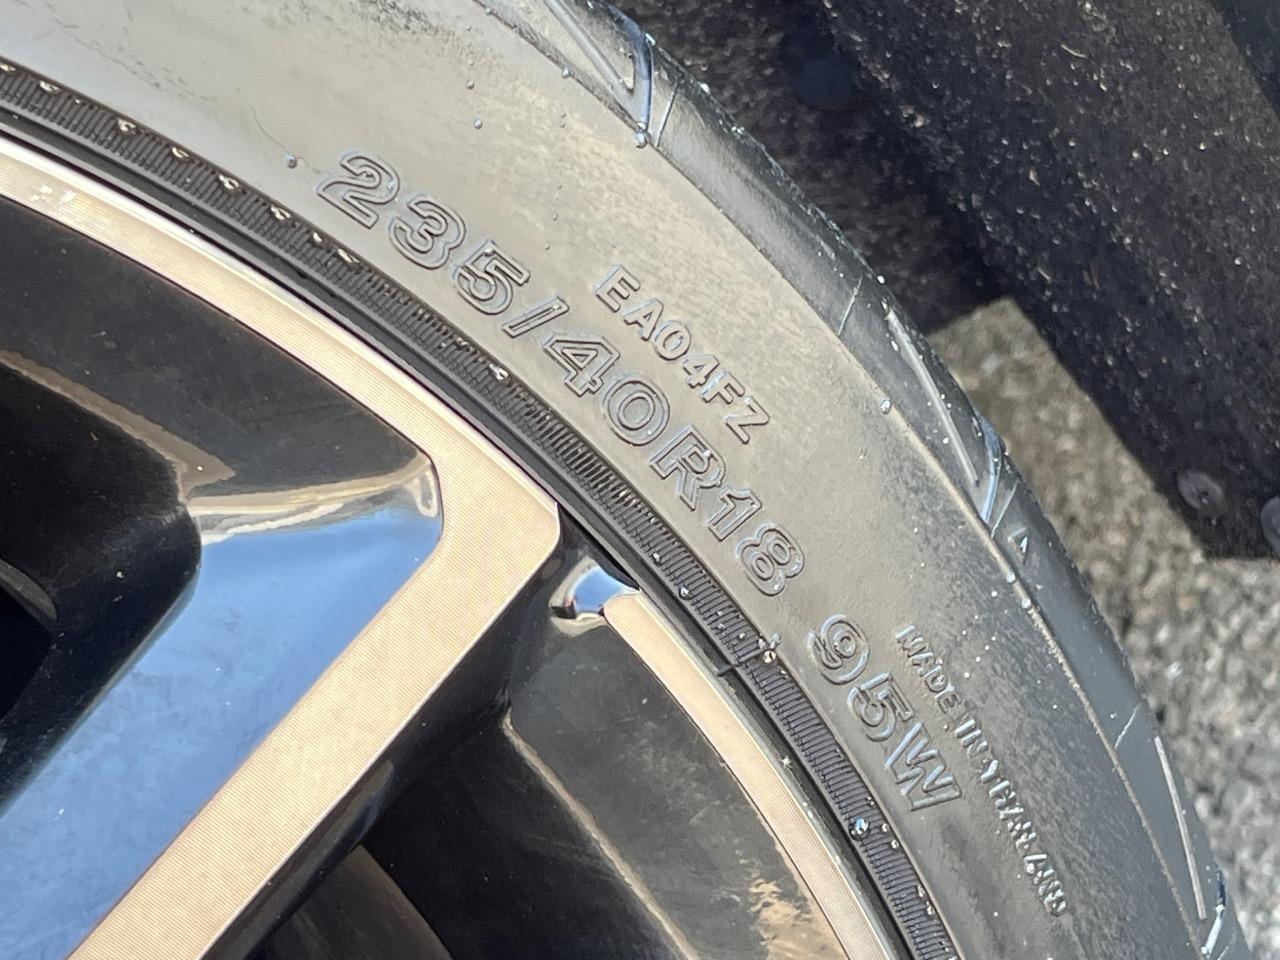 235/40R18 95W
EA04FZ
MADE IN THAILAND